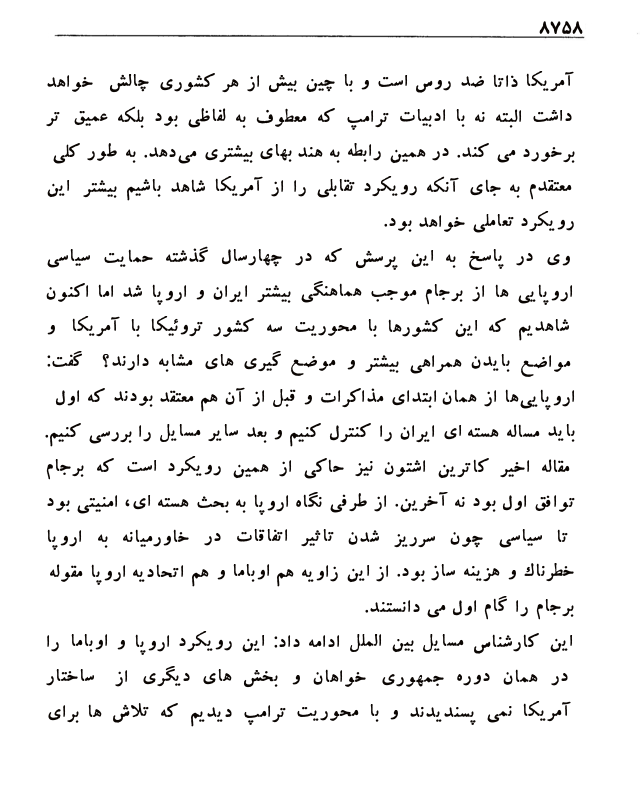 ۸۷۵۸
آمریکا ذاتا ضد روس است و با چین بیش از هر کشوری چالش خواهد
داشت البته نه با ادبیات ترامپ که معطوف به لفاظی بود بلکه عمیق تر
برخورد می کند. در همین رابطه به هند بهای بیشتری می‌دهد. به طور کلی
معتقدم به جای آنکه رویکرد تقابلی را از آمریکا شاهد باشیم بیشتر این
رویکرد تعاملی خواهد بود.
وی در پاسخ به این پرسش که در چهارسال گذشته حمایت سیاسی
اروپایی ها از برجام موجب هماهنگی بیشتر ایران و اروپا شد اما اکنون
شاهدیم که این کشورها با محوریت سه کشور تروئیکا با آمریکا و
مواضع بایدن همراهی بیشتر و موضع گیری های مشابه دارند؟ گفت:
اروپایی‌ها از همان ابتدای مذاکرات و قبل از آن هم معتقد بودند که اول
باید مساله هسته ای ایران را کنترل کنیم و بعد سایر مسایل را بررسی کنیم.
مقاله اخیر کاترین اشتون نیز حاکی از همین رویکرد است که برجام
توافق اول بود نه آخرین. از طرفی نگاه اروپا به بحث هسته ای، امنیتی بود
تا سیاسی چون سرریز شدن تاثیر اتفاقات در خاورمیانه به اروپا
خطرناک و هزینه ساز بود. از این زاویه هم اوباما و هم اتحادیه اروپا مقوله
برجام را گام اول می دانستند.
این کارشناس مسایل بین الملل ادامه داد: این رویکرد اروپا و اوباما را
در همان دوره جمهوری خواهان و بخش های دیگری از ساختار
آمریکا نمی پسندیدند و با محوریت ترامپ دیدیم که تلاش ها برای